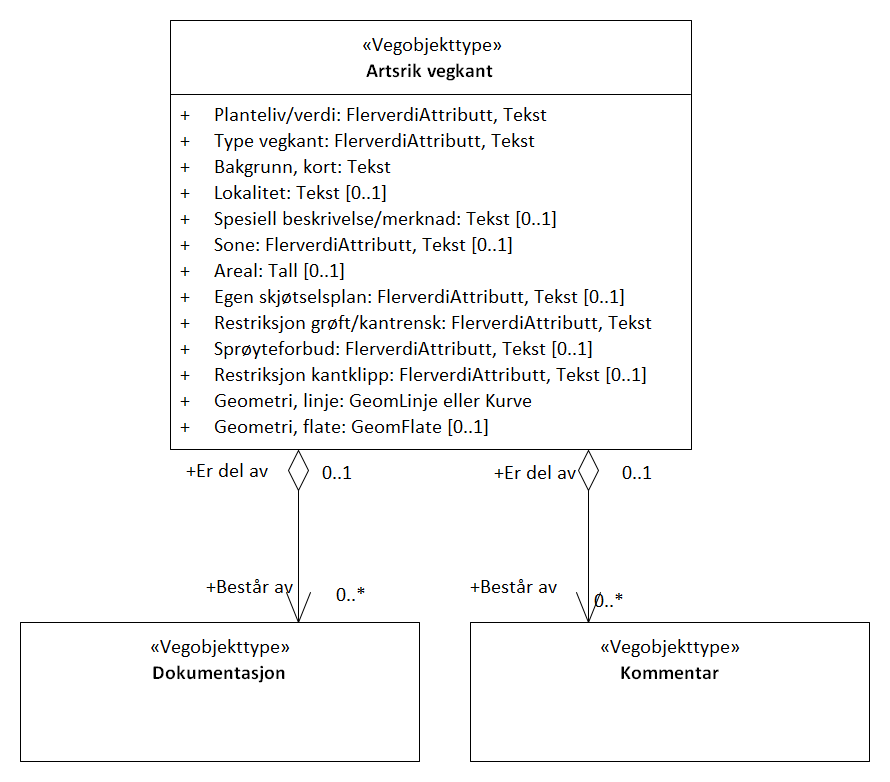 «Vegobjekttype»
Artsrik vegkant
+ Planteliv/verdi: FlerverdiAttributt, Tekst
+ Type vegkant: FlerverdiAttributt, Tekst
+ Bakgrunn, kort: Tekst
+ Lokalitet: Tekst [0..1]
+ Spesiell beskrivelse/merknad: Tekst [0..1]
+ Sone: FlerverdiAttributt, Tekst [0..1]
+ Areal: Tall [0..1]
+ Egen skjøtselsplan: FlerverdiAttributt, Tekst [0..1]
+ Restriksjon grøft/kantrensk: FlerverdiAttributt, Tekst
+ Sprøyteforbud: FlerverdiAttributt, Tekst [0..1]
+ Restriksjon kantklipp: FlerverdiAttributt, Tekst [0..1]
+ Geometri, linje: GeomLinje eller Kurve
+ Geometri, flate: GeomFlate [0..1]
+Er del av 0..1 +Er del av 0..1
+Består av 0..* +Består av 0..*
«Vegobjekttype» «Vegobjekttype»
Dokumentasjon Kommentar